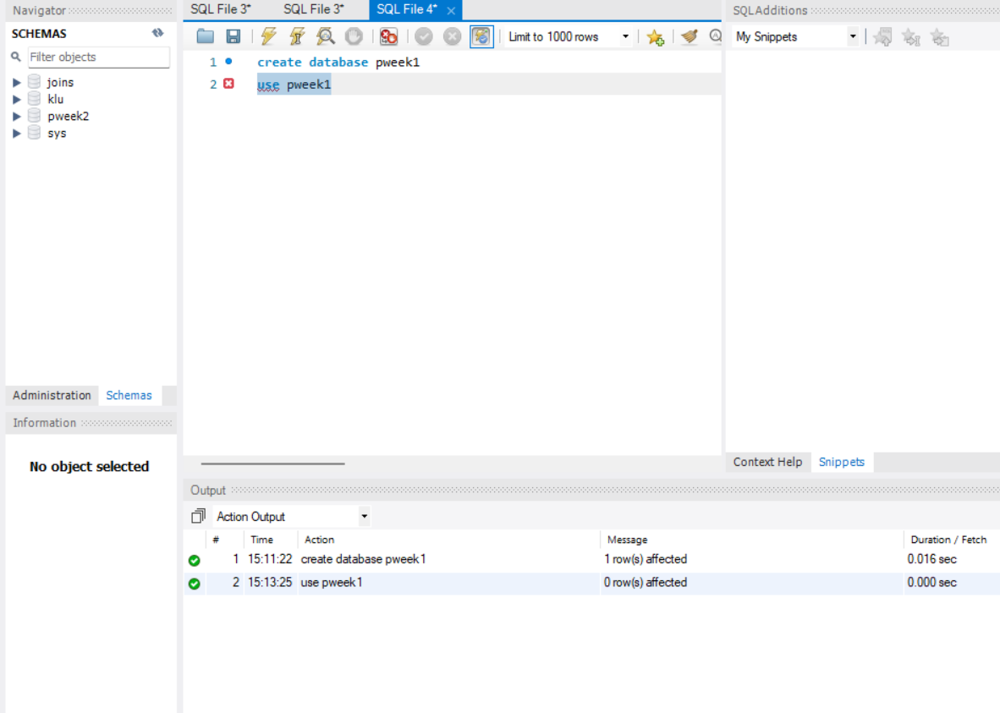 Navigator
SCHEMAS
Filter objects
joins
klu
pweek2
sys
Administration Schemas
Information
No object selected
SQL File 3* SQL File 3* SQL File 4*
Limit to 1000 rows
1 create database pweek1
2 use pweek1
SQLAdditions
My Snippets
Context Help Snippets
Output
Action Output
# Time Action Message Duration / Fetch
1 15:11:22 create database pweek1 1 row(s) affected 0.016 sec
2 15:13:25 use pweek1 0 row(s) affected 0.000 sec